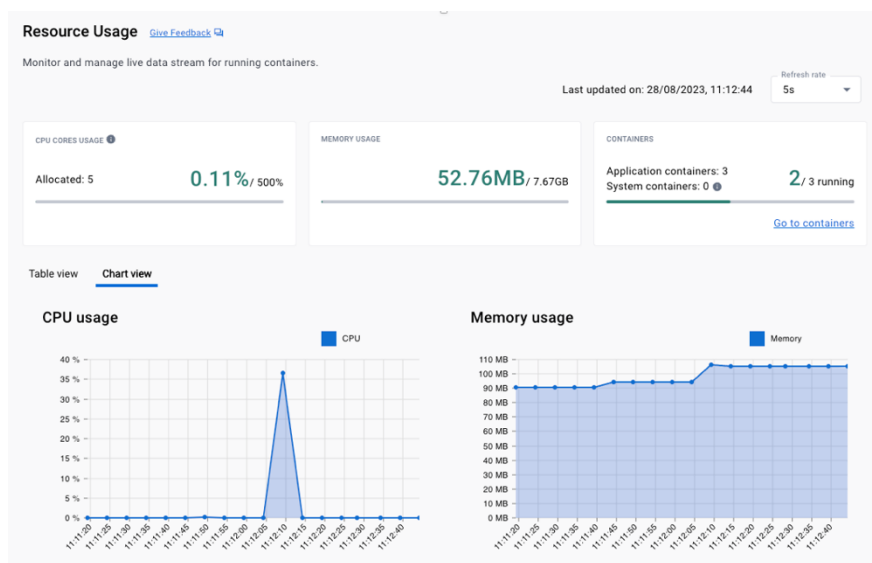 Resource Usage Give Feedback
Monitor and manage live data stream for running containers.
Last updated on: 28/08/2023, 11:12:44
Refresh rate
5s
CPU CORES USAGE
Allocated: 5
0.11%/ 500%
MEMORY USAGE
52.76MB/ 7.67GB
CONTAINERS
Application containers: 3
System containers: 0
2/ 3 running
Go to containers
Table view Chart view
CPU usage
CPU
40 %
35 %
30 %
25 %
20 %
15 %
10 %
5 %
0 %
11:11:20 11:11:25 11:11:30 11:11:35 11:11:40 11:11:45 11:11:50 11:11:55 11:12:00 11:12:05 11:12:10 11:12:15 11:12:20 11:12:25 11:12:30 11:12:35 11:12:40
Memory usage
Memory
110 MB
100 MB
90 MB
80 MB
70 MB
60 MB
50 MB
40 MB
30 MB
20 MB
10 MB
0 MB
11:11:20 11:11:25 11:11:30 11:11:35 11:11:40 11:11:45 11:11:50 11:11:55 11:12:00 11:12:05 11:12:10 11:12:15 11:12:20 11:12:25 11:12:30 11:12:35 11:12:40